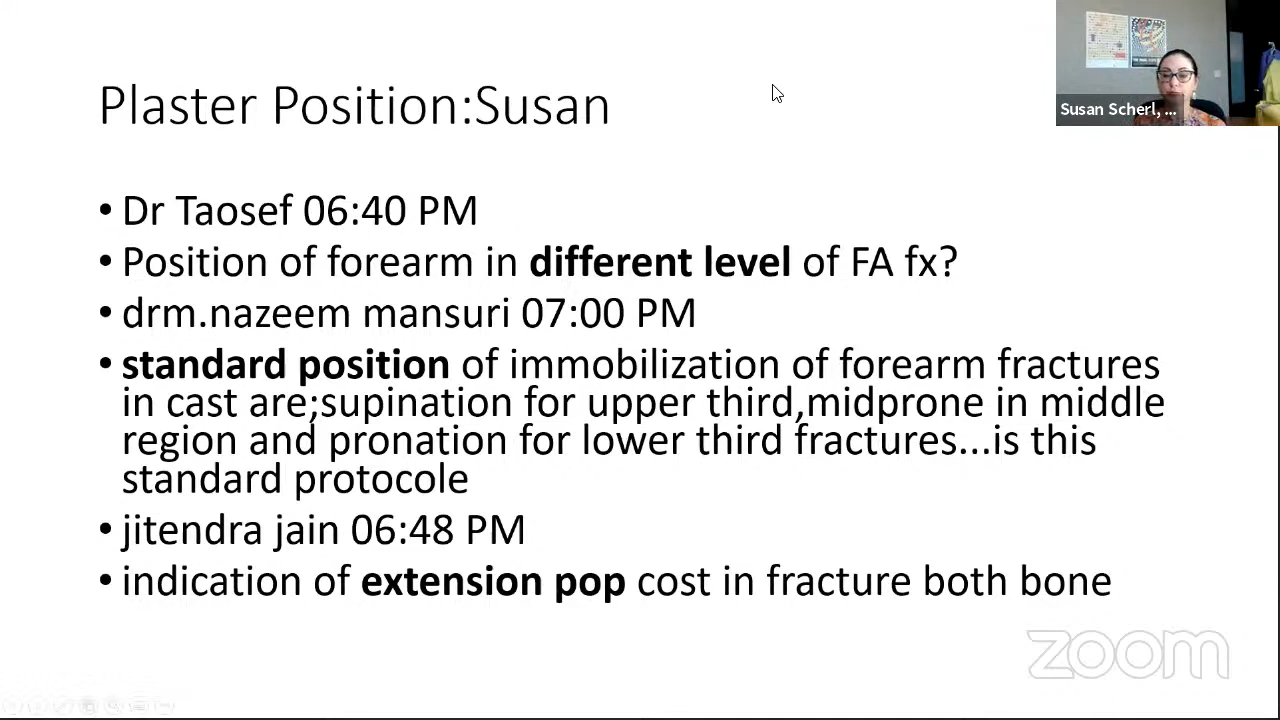 Plaster Position:Susan
Susan Scherl, ...
• Dr Taosef 06:40 PM
• Position of forearm in different level of FA fx?
• drm.nazeem mansuri 07:00 PM
• standard position of immobilization of forearm fractures
in cast are;supination for upper third,midprone in middle
region and pronation for lower third fractures...is this
standard protocole
• jitendra jain 06:48 PM
• indication of extension pop cost in fracture both bone
zoom